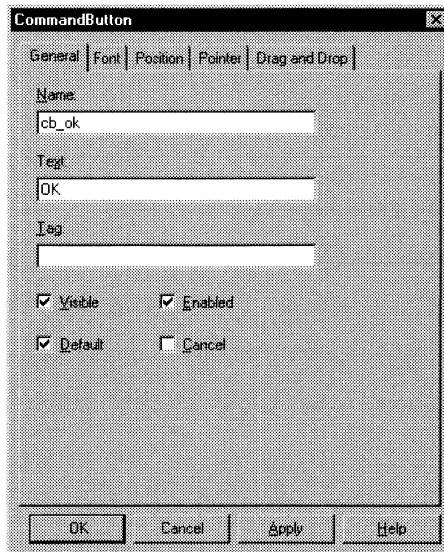 CommandButton
General Font Position Pointer Drag and Drop
Name:
cb_ok
Text:
OK
Tag:
Visible Enabled
Default Cancel
OK Cancel Apply Help